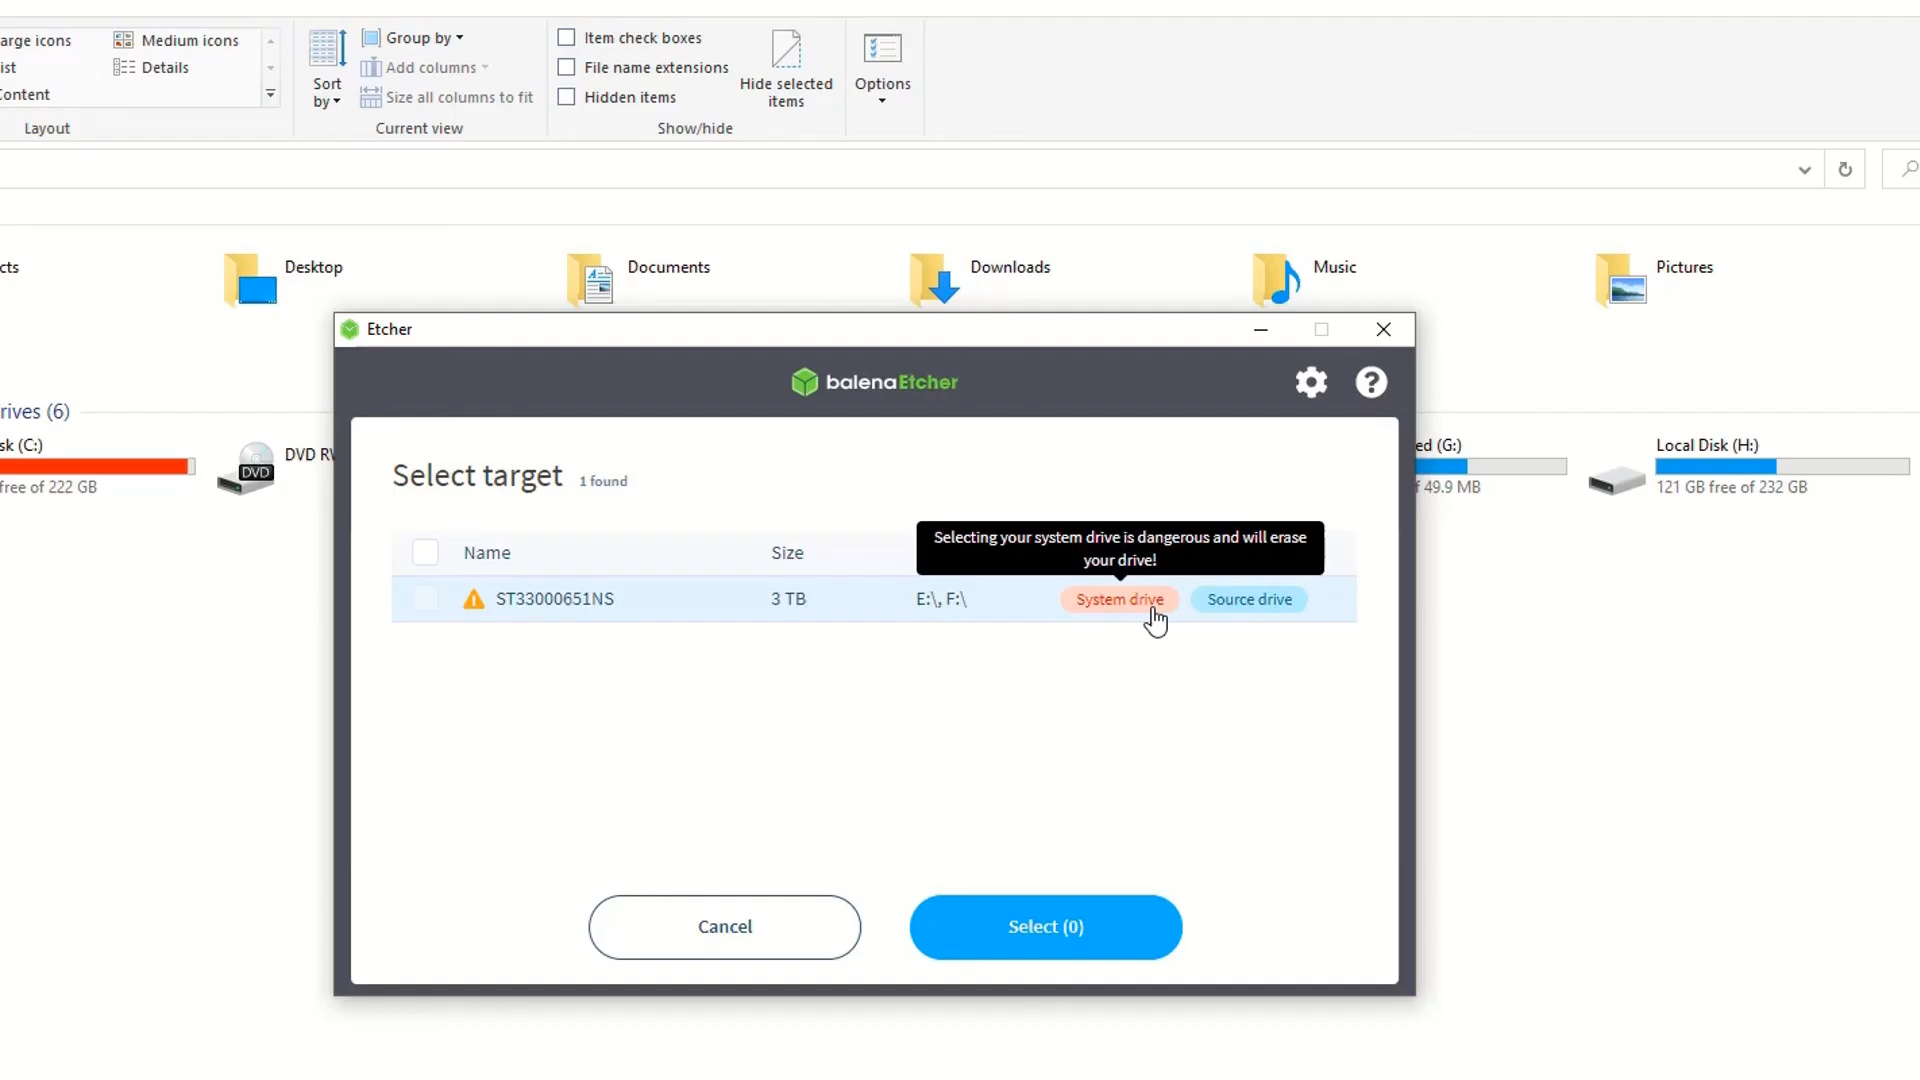 arge icons
Medium icons
ist
Details
Content
Layout
Sort by
Group by
Add columns
Size all columns to fit
Current view
Item check boxes
File name extensions
Hidden items
Hide selected
items
Show/hide
Options
cts
Desktop
Documents
Downloads
Music
Pictures
Etcher
balenaEtcher
?
rives (6)
sk (C:)
free of 222 GB
DVD
DVD RW
ed (G:)
f 49.9 MB
Local Disk (H:)
121 GB free of 232 GB
Select target
1 found
Name
Size
Selecting your system drive is dangerous and will erase
your drive!
ST33000651NS
3 TB
E:\, F:\
System drive
Source drive
Cancel
Select (0)